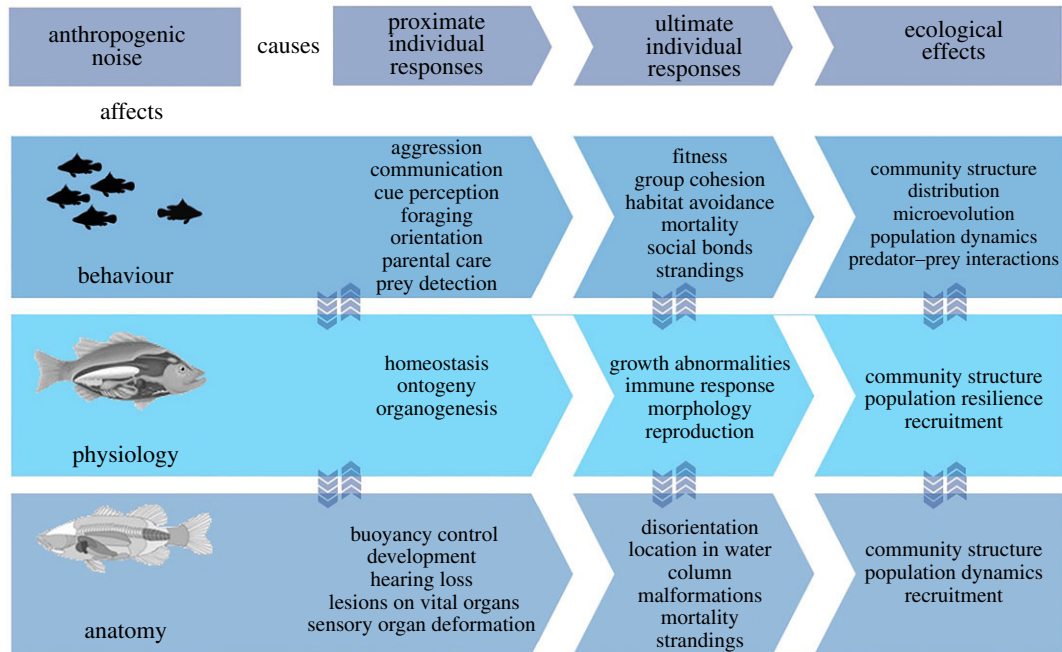 anthropogenic
noise
causes
proximate
individual
responses
ultimate
individual
responses
ecological
effects
affects
behaviour
aggression
communication
cue perception
foraging
orientation
parental care
prey detection
fitness
group cohesion
habitat avoidance
mortality
social bonds
strandings
community structure
distribution
microevolution
population dynamics
predator–prey interactions
physiology
homeostasis
ontogeny
organogenesis
growth abnormalities
immune response
morphology
reproduction
community structure
population resilience
recruitment
anatomy
buoyancy control
development
hearing loss
lesions on vital organs
sensory organ deformation
disorientation
location in water
column
malformations
mortality
strandings
community structure
population dynamics
recruitment